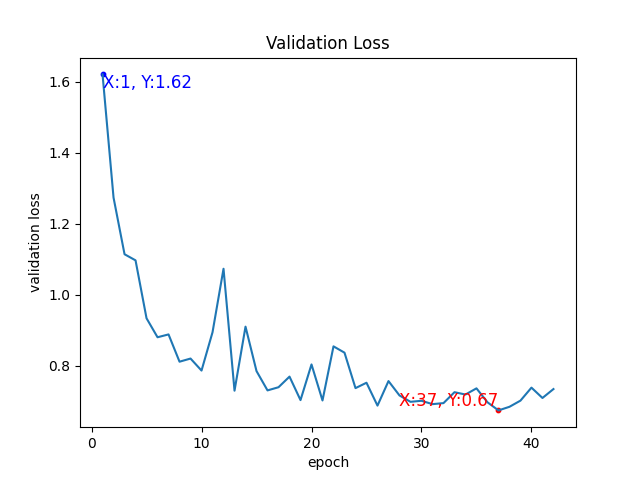 Validation Loss
validation loss
1.6
1.4
1.2
1.0
0.8
X:1, Y:1.62
X:37, Y:0.67
0
10
20
30
40
epoch